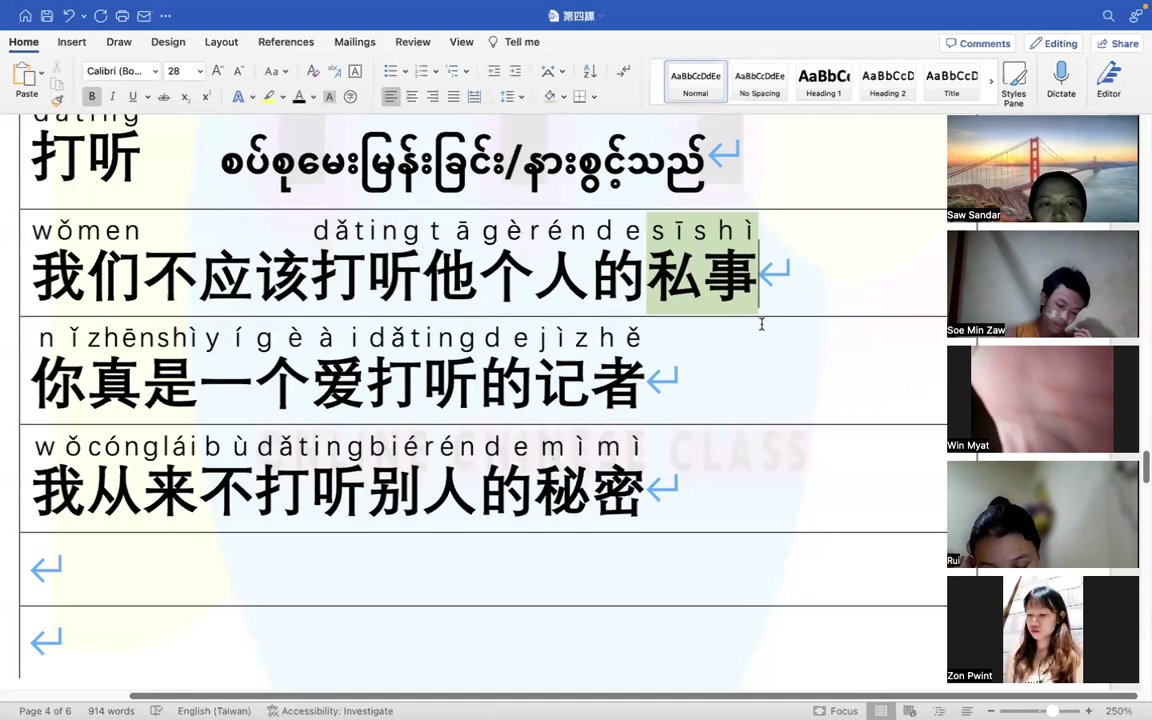 第四課
Home Insert Draw Design Layout References Mailings Review View Tell me Comments Editing Share
Calibri (Bo... 28 Paste AaBbCcDdEe Normal AaBbCcDdEe No Spacing AaBbCc Heading 1 AaBbCcD Heading 2 AaBbCcD Title Styles Pane Dictate Editor
dǎting
打听 စပ်စုမေးမြန်းခြင်း/နားစွင့်သည်
wǒmen dǎting tā gèrén de sīshì
我们不应该打听他个人的私事
nǐ zhēnshì yí gè ài dǎting de jìzhě
你真是一个爱打听的记者
wǒ cónglái bù dǎting biérén de mìmì
我从来不打听别人的秘密
CLASS
Saw Sandar
Soe Min Zaw
Win Myat
Rui
Zon Pwint
Page 4 of 6 914 words English (Taiwan) Accessibility: Investigate Focus 250%